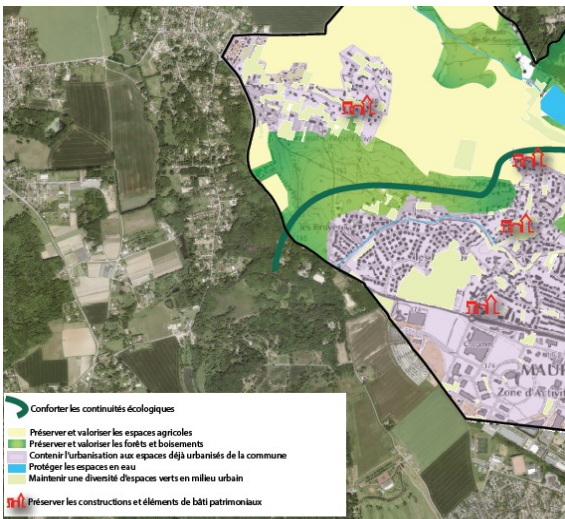 les Bruyères
MAUR
Zone d'Activit
Conforter les continuités écologiques
Préserver et valoriser les espaces agricoles
Préserver et valoriser les forêts et boisements
Contenir l'urbanisation aux espaces déjà urbanisés de la commune
Protéger les espaces en eau
Maintenir une diversité d'espaces verts en milieu urbain
Préserver les constructions et éléments de bâti patrimoniaux